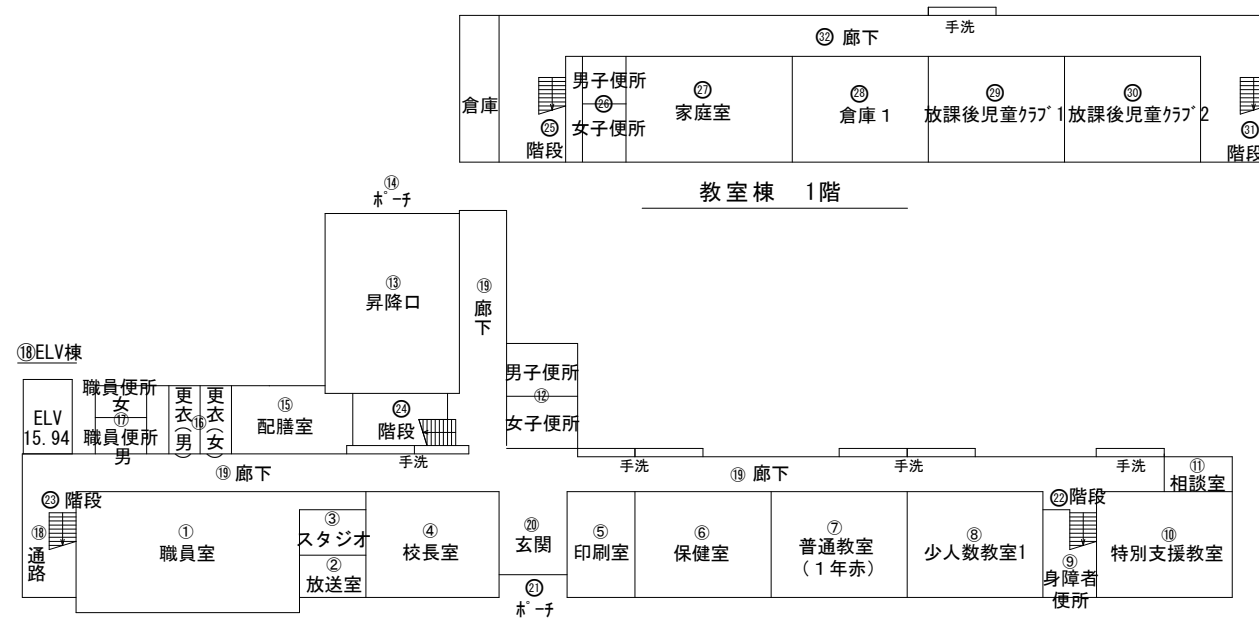 ㉜ 廊下
手洗
倉庫
㉕
階段
男子便所
㉖
女子便所
㉗
家庭室
㉘
倉庫1
㉙
放課後児童クラブ1
㉚
放課後児童クラブ2
㉛
階段
教室棟 1階
⑭
ポーチ
⑬
昇降口
⑲
廊下
⑱ELV棟
ELV
15.94
職員便所
女
⑰
職員便所
男
更衣(男)
⑯
更衣(女)
⑮
配膳室
㉔
階段
手洗
男子便所
⑫
女子便所
⑲ 廊下
手洗
⑲ 廊下
手洗
手洗
⑪
相談室
㉓ 階段
⑱
通路
①
職員室
③
スタジオ
②
放送室
④
校長室
⑳
玄関
㉑
ポーチ
⑤
印刷室
⑥
保健室
⑦
普通教室
(1年赤)
⑧
少人数教室1
㉒階段
⑨
身障者
便所
⑩
特別支援教室